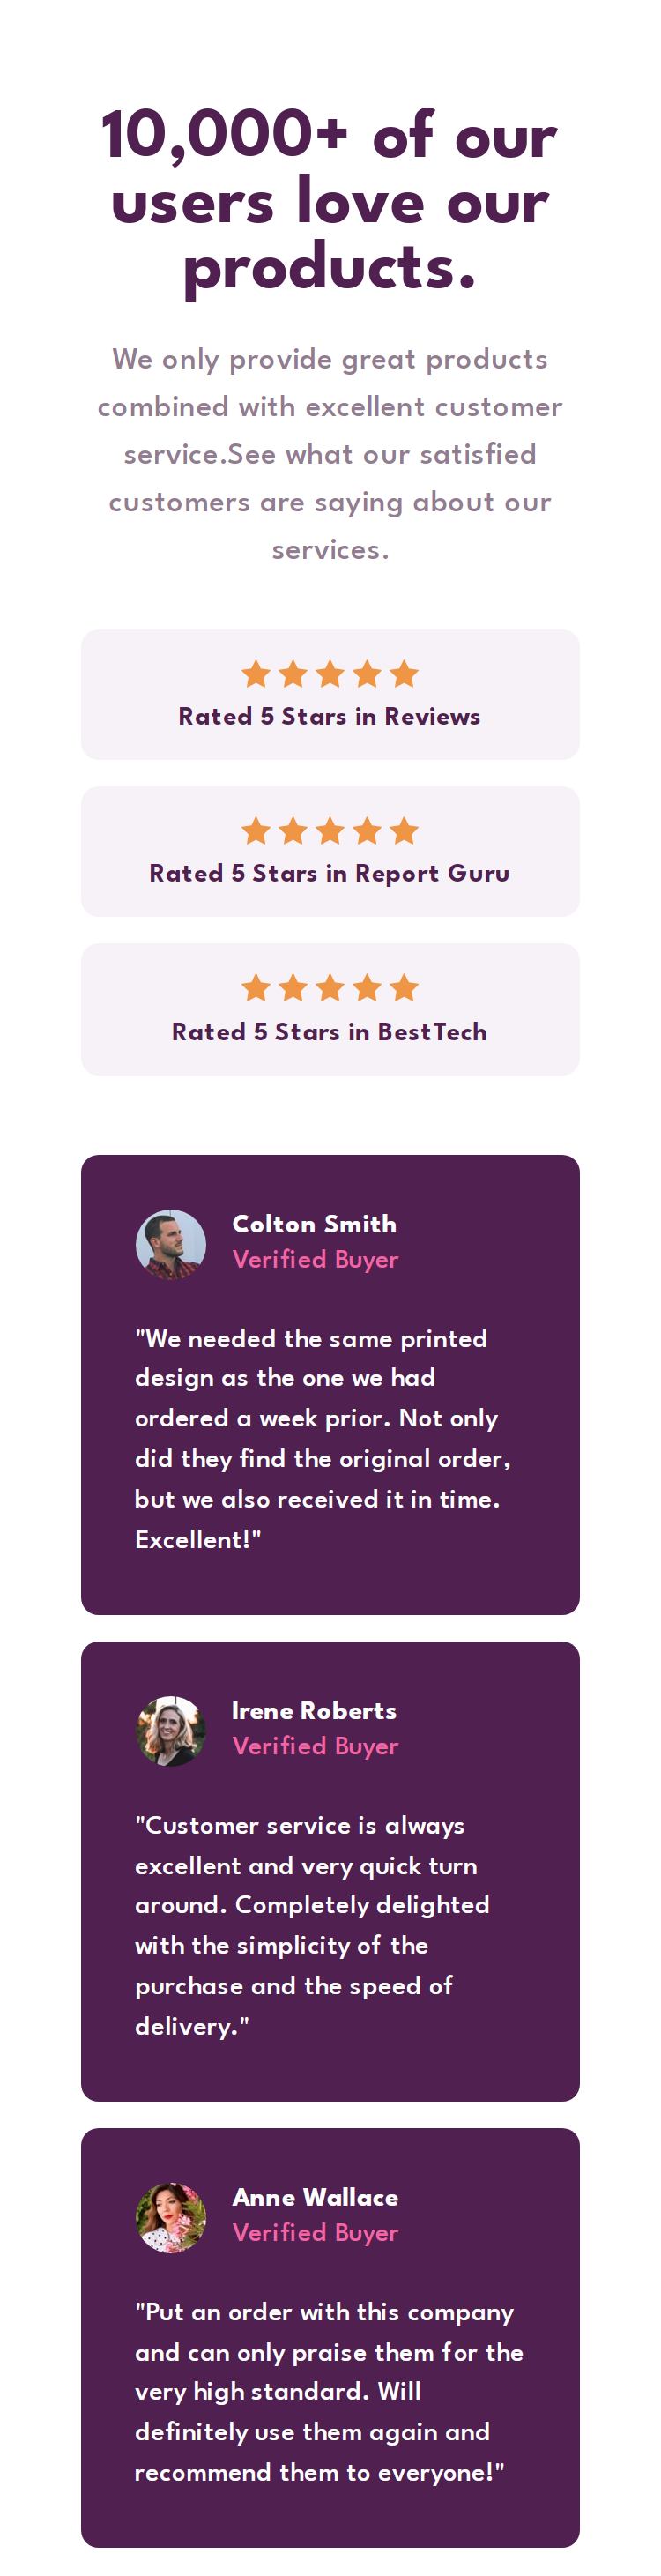 10,000+ of our
users love our
products.
We only provide great products
combined with excellent customer
service.See what our satisfied
customers are saying about our
services.
Rated 5 Stars in Reviews
Rated 5 Stars in Report Guru
Rated 5 Stars in BestTech
Colton Smith
Verified Buyer
"We needed the same printed
design as the one we had
ordered a week prior. Not only
did they find the original order,
but we also received it in time.
Excellent!"
Irene Roberts
Verified Buyer
"Customer service is always
excellent and very quick turn
around. Completely delighted
with the simplicity of the
purchase and the speed of
delivery."
Anne Wallace
Verified Buyer
"Put an order with this company
and can only praise them for the
very high standard. Will
definitely use them again and
recommend them to everyone!"